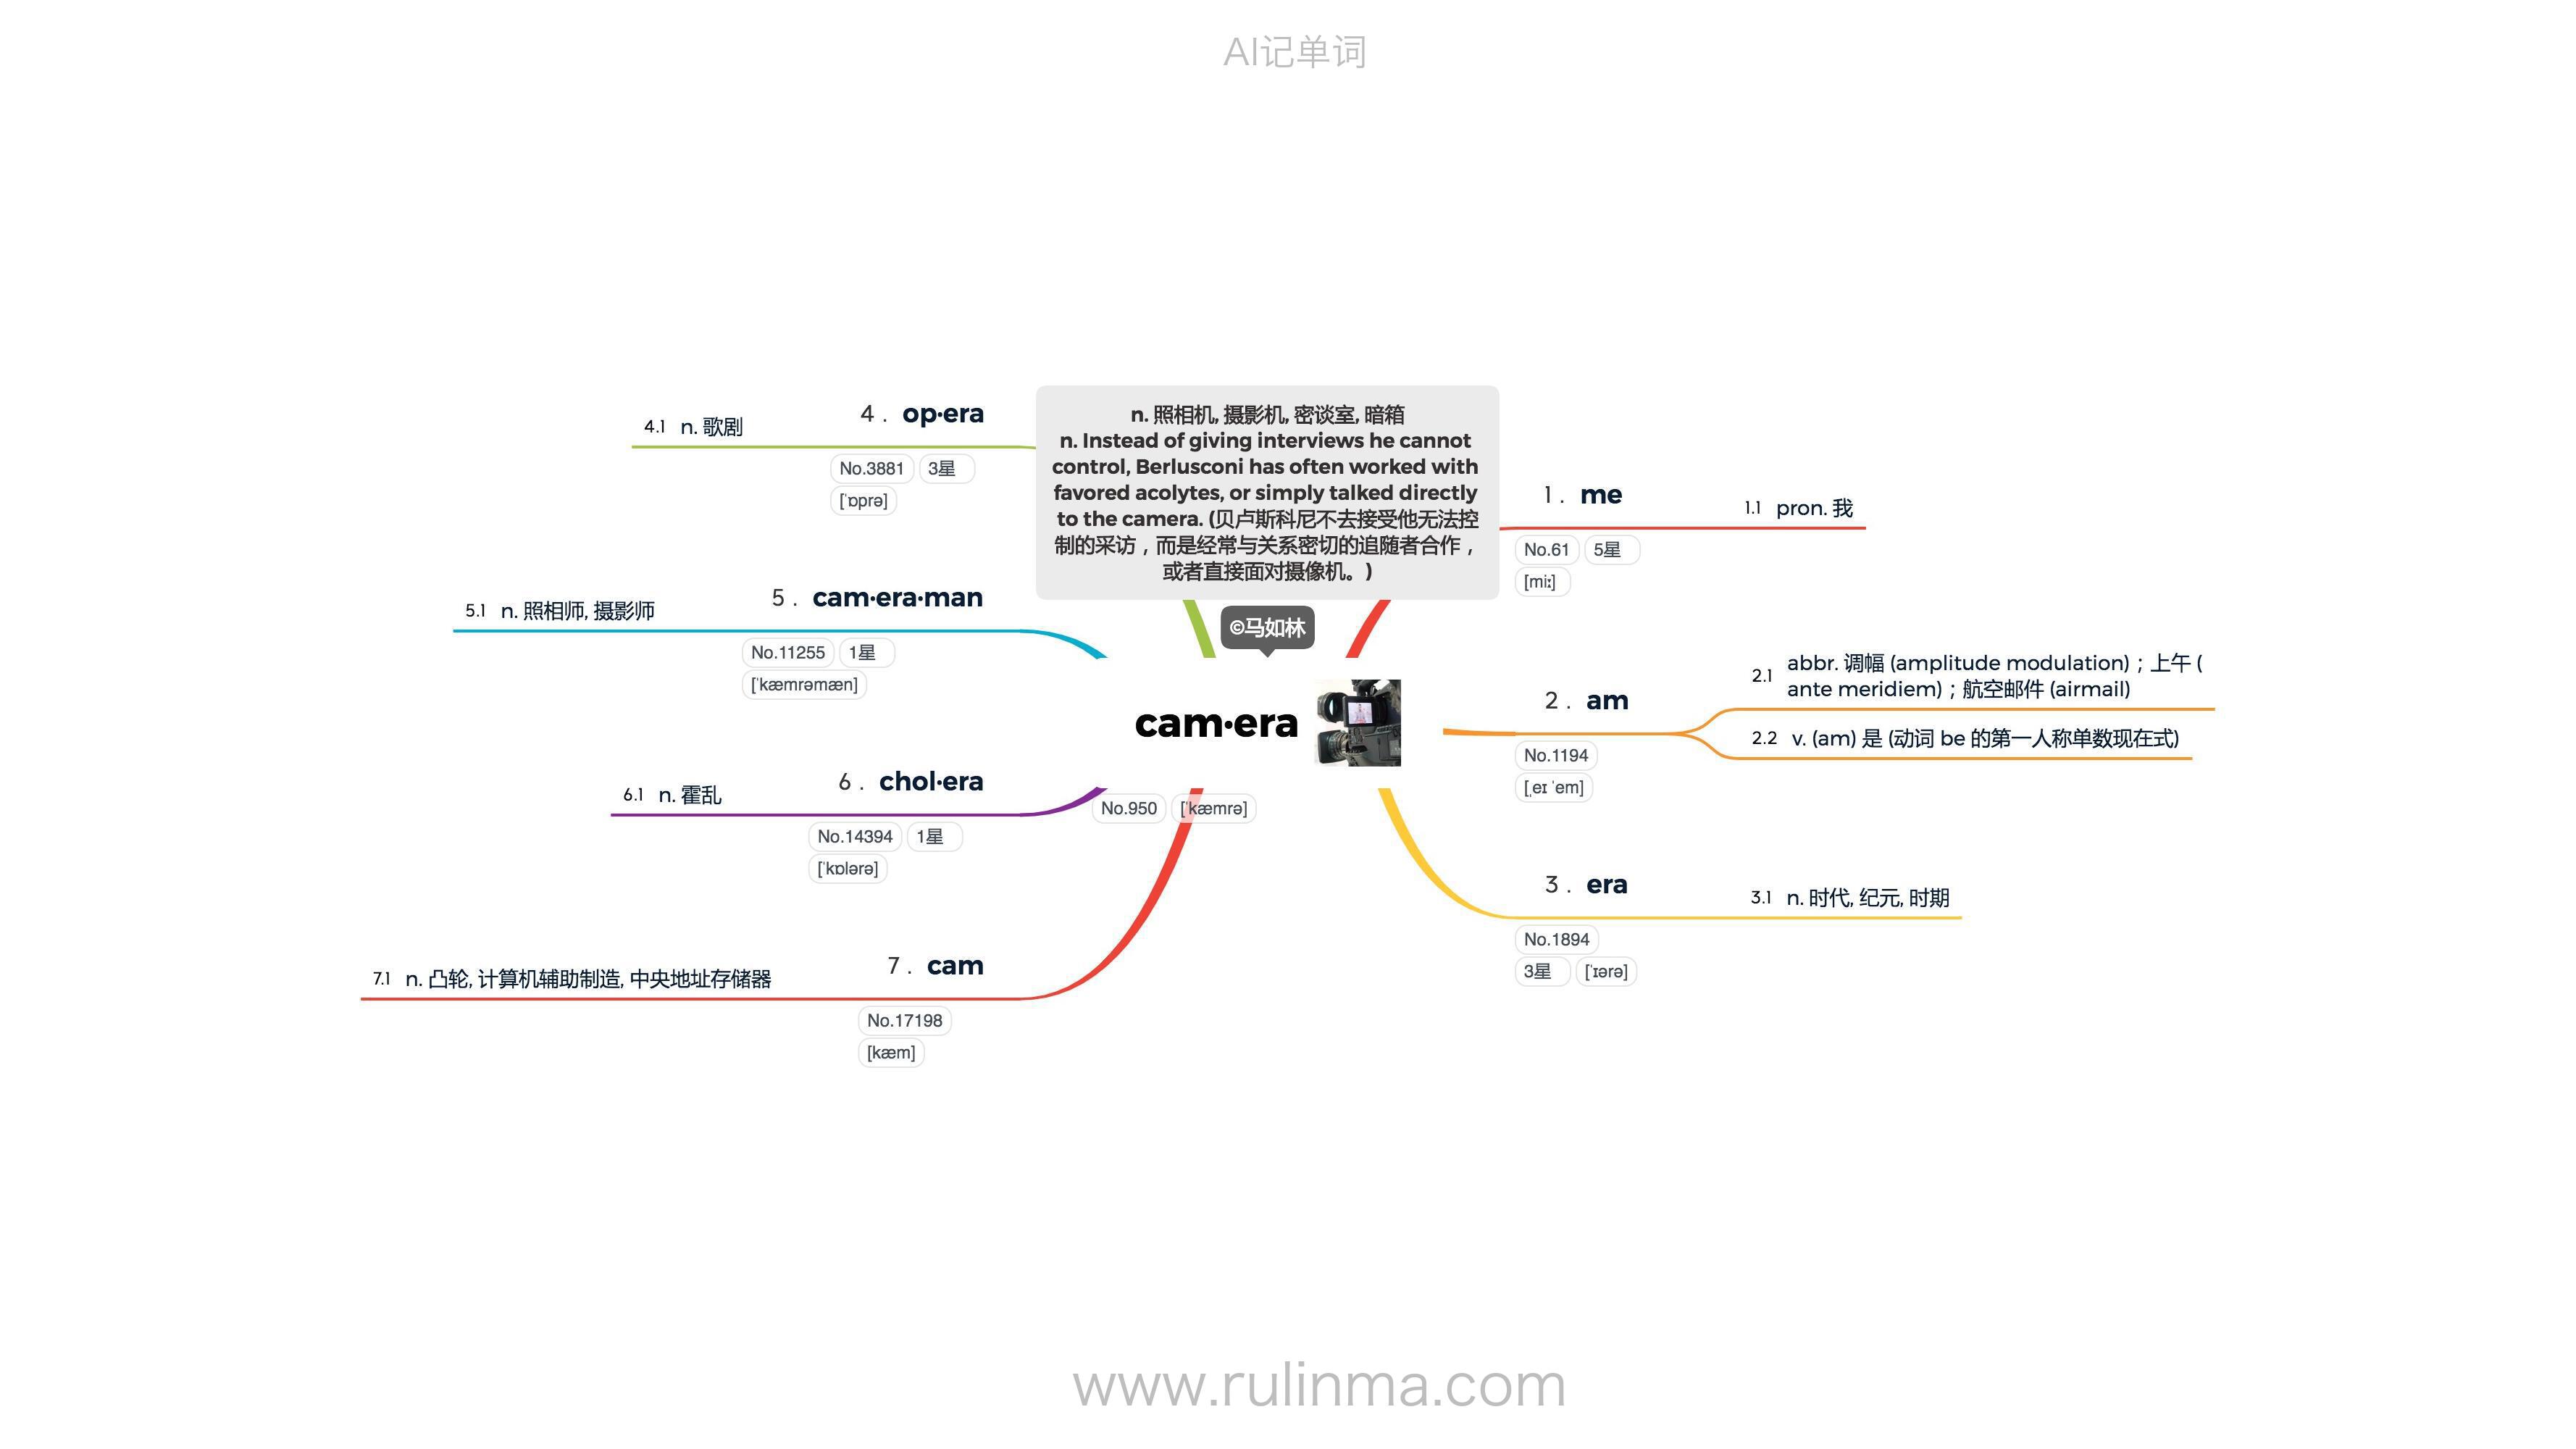 AI记单词
n. 照相机, 摄影机, 密谈室, 暗箱
n. Instead of giving interviews he cannot
control, Berlusconi has often worked with
favored acolytes, or simply talked directly
to the camera. (贝卢斯科尼不去接受他无法控
制的采访，而是经常与关系密切的追随者合作，
或者直接面对摄像机。)
©马如林
cam·era
No.950 [ˈkæmrə]
1 . me
No.61 5星
[miː]
1.1 pron. 我
2 . am
No.1194
[ˌeɪ ˈem]
2.1 abbr. 调幅 (amplitude modulation)；上午 (
ante meridiem)；航空邮件 (airmail)
2.2 v. (am) 是 (动词 be 的第一人称单数现在式)
3 . era
No.1894
3星 [ˈɪərə]
3.1 n. 时代, 纪元, 时期
4 . op·era
No.3881 3星
[ˈɒprə]
4.1 n. 歌剧
5 . cam·era·man
No.11255 1星
[ˈkæmrəmæn]
5.1 n. 照相师, 摄影师
6 . chol·era
No.14394 1星
[ˈkɒlərə]
6.1 n. 霍乱
7 . cam
No.17198
[kæm]
7.1 n. 凸轮, 计算机辅助制造, 中央地址存储器
www.rulinma.com